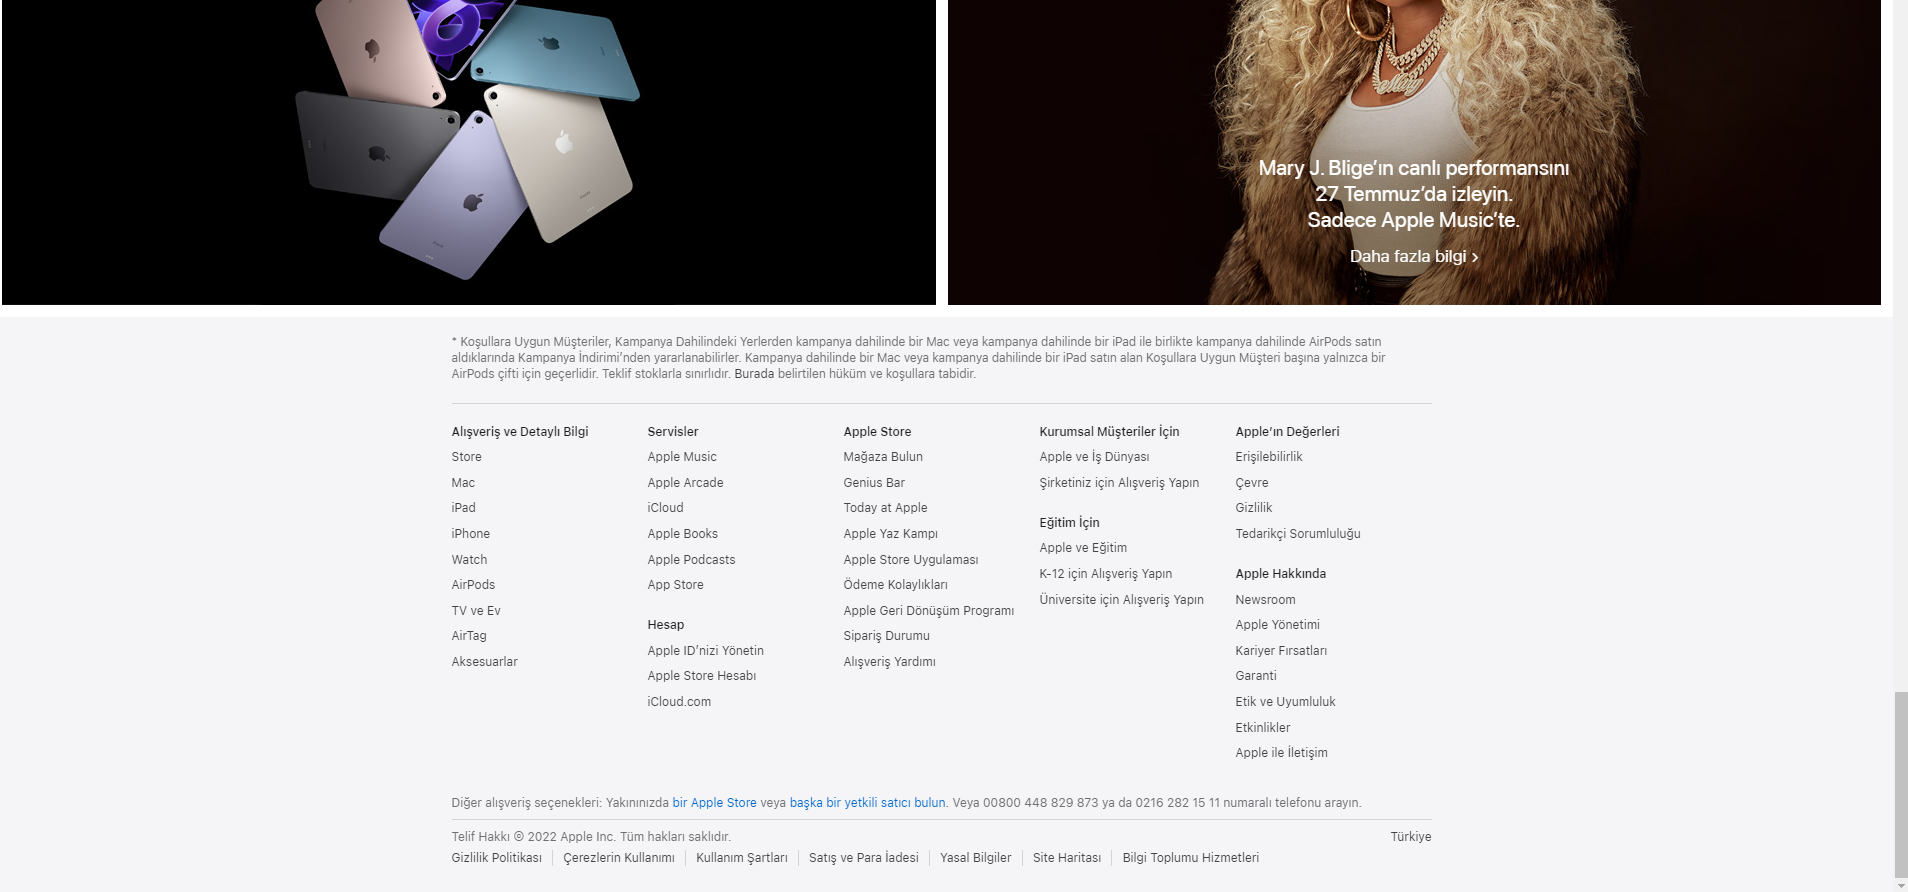 Mary J. Blige’ın canlı performansını
27 Temmuz’da izleyin.
Sadece Apple Music’te.
Daha fazla bilgi ›
* Koşullara Uygun Müşteriler, Kampanya Dahilindeki Yerlerden kampanya dahilinde bir Mac veya kampanya dahilinde bir iPad ile birlikte kampanya dahilinde AirPods satın
aldıklarında Kampanya İndirimi’nden yararlanabilirler. Kampanya dahilinde bir Mac veya kampanya dahilinde bir iPad satın alan Koşullara Uygun Müşteri başına yalnızca bir
AirPods çifti için geçerlidir. Teklif stoklarla sınırlıdır. Burada belirtilen hüküm ve koşullara tabidir.
Alışveriş ve Detaylı Bilgi
Store
Mac
iPad
iPhone
Watch
AirPods
TV ve Ev
AirTag
Aksesuarlar
Servisler
Apple Music
Apple Arcade
iCloud
Apple Books
Apple Podcasts
App Store
Hesap
Apple ID’nizi Yönetin
Apple Store Hesabı
iCloud.com
Apple Store
Mağaza Bulun
Genius Bar
Today at Apple
Apple Yaz Kampı
Apple Store Uygulaması
Ödeme Kolaylıkları
Apple Geri Dönüşüm Programı
Sipariş Durumu
Alışveriş Yardımı
Kurumsal Müşteriler İçin
Apple ve İş Dünyası
Şirketiniz için Alışveriş Yapın
Eğitim İçin
Apple ve Eğitim
K-12 için Alışveriş Yapın
Üniversite için Alışveriş Yapın
Apple’ın Değerleri
Erişilebilirlik
Çevre
Gizlilik
Tedarikçi Sorumluluğu
Apple Hakkında
Newsroom
Apple Yönetimi
Kariyer Fırsatları
Garanti
Etik ve Uyumluluk
Etkinlikler
Apple ile İletişim
Diğer alışveriş seçenekleri: Yakınınızda bir Apple Store veya başka bir yetkili satıcı bulun. Veya 00800 448 829 873 ya da 0216 282 15 11 numaralı telefonu arayın.
Telif Hakkı © 2022 Apple Inc. Tüm hakları saklıdır.
Türkiye
Gizlilik Politikası | Çerezlerin Kullanımı | Kullanım Şartları | Satış ve Para İadesi | Yasal Bilgiler | Site Haritası | Bilgi Toplumu Hizmetleri